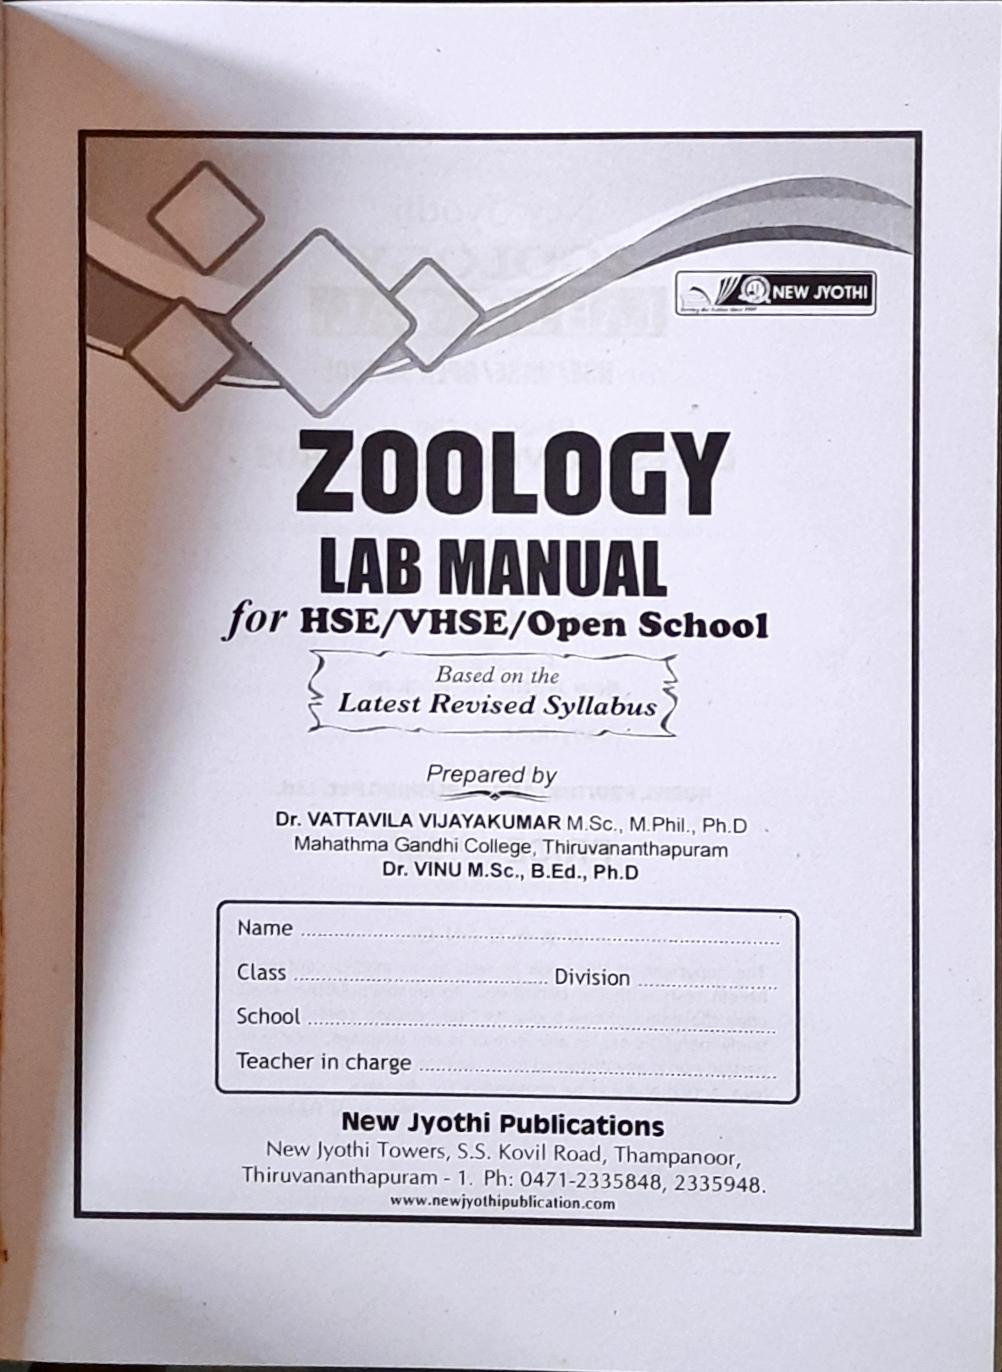 NEW JYOTHI
ZOOLOGY
LAB MANUAL
for HSE/VHSE/Open School
Based on the
Latest Revised Syllabus
Prepared by
Dr. VATTAVILA VIJAYAKUMAR M.Sc., M.Phil., Ph.D
Mahathma Gandhi College, Thiruvananthapuram
Dr. VINU M.Sc., B.Ed., Ph.D
Name
Class Division
School
Teacher in charge
New Jyothi Publications
New Jyothi Towers, S.S. Kovil Road, Thampanoor,
Thiruvananthapuram - 1. Ph: 0471-2335848, 2335948.
www.newjyothipublication.com